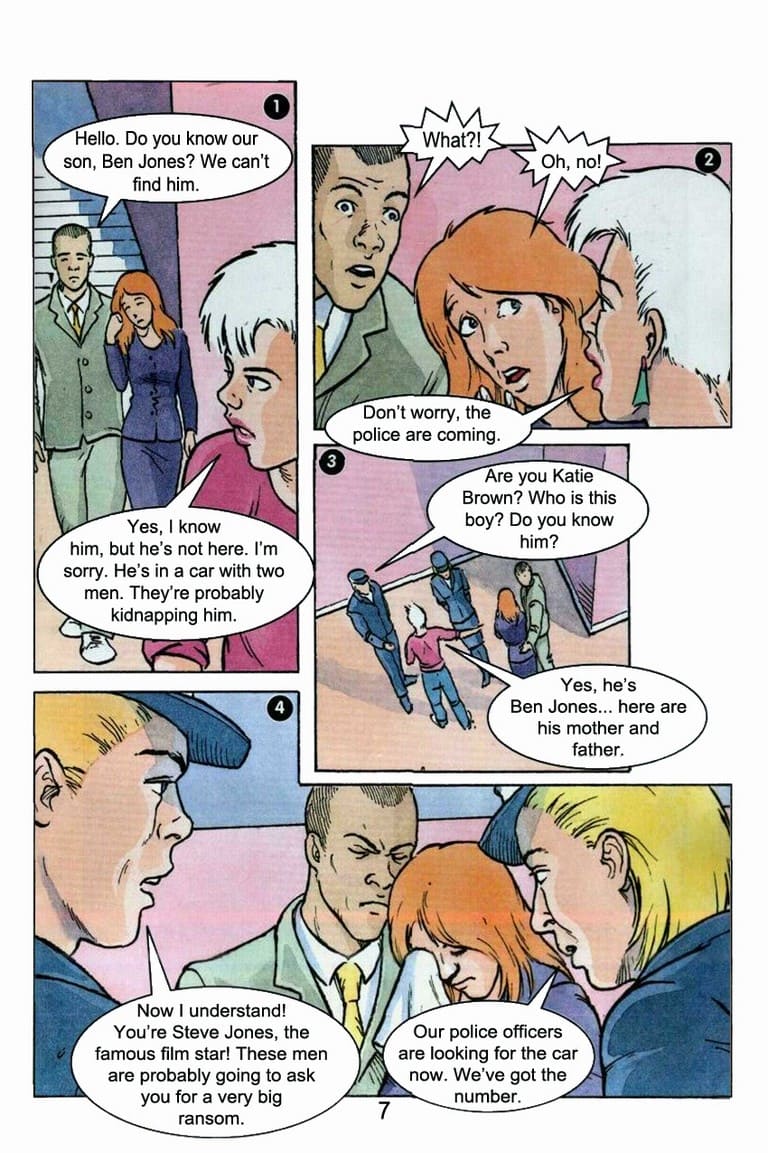 1
Hello. Do you know our
son, Ben Jones? We can't
find him.
Yes, I know
him, but he's not here. I'm
sorry. He's in a car with two
men. They're probably
kidnapping him.
2
What?!
Oh, no!
Don't worry, the
police are coming.
3
Are you Katie
Brown? Who is this
boy? Do you know
him?
Yes, he's
Ben Jones... here are
his mother and
father.
4
Now I understand!
You're Steve Jones, the
famous film star! These men
are probably going to ask
you for a very big
ransom.
Our police officers
are looking for the car
now. We've got the
number.
7